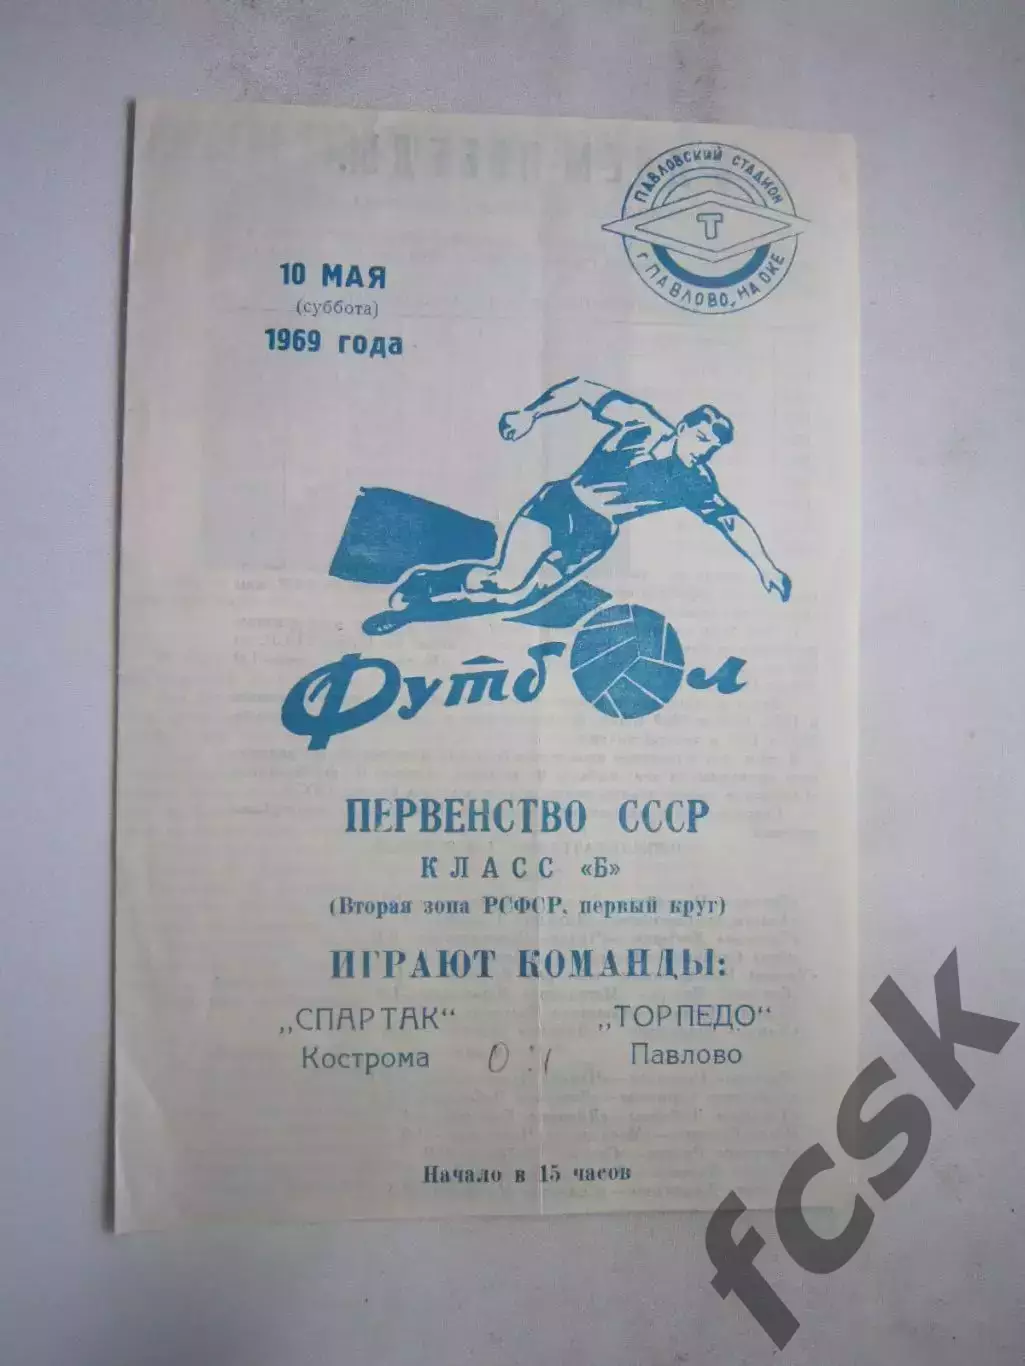 ПАВЛОВСКИЙ СТАДИОН
Т
г. ПАВЛОВО, НА ОКЕ
10 МАЯ
(суббота)
1969 года
Футбол
ПЕРВЕНСТВО СССР
КЛАСС «Б»
(Вторая зона РСФСР, первый круг)
ИГРАЮТ КОМАНДЫ:
„СПАРТАК" „ТОРПЕДО"
Кострома 0:1 Павлово
Начало в 15 часов
fcsk